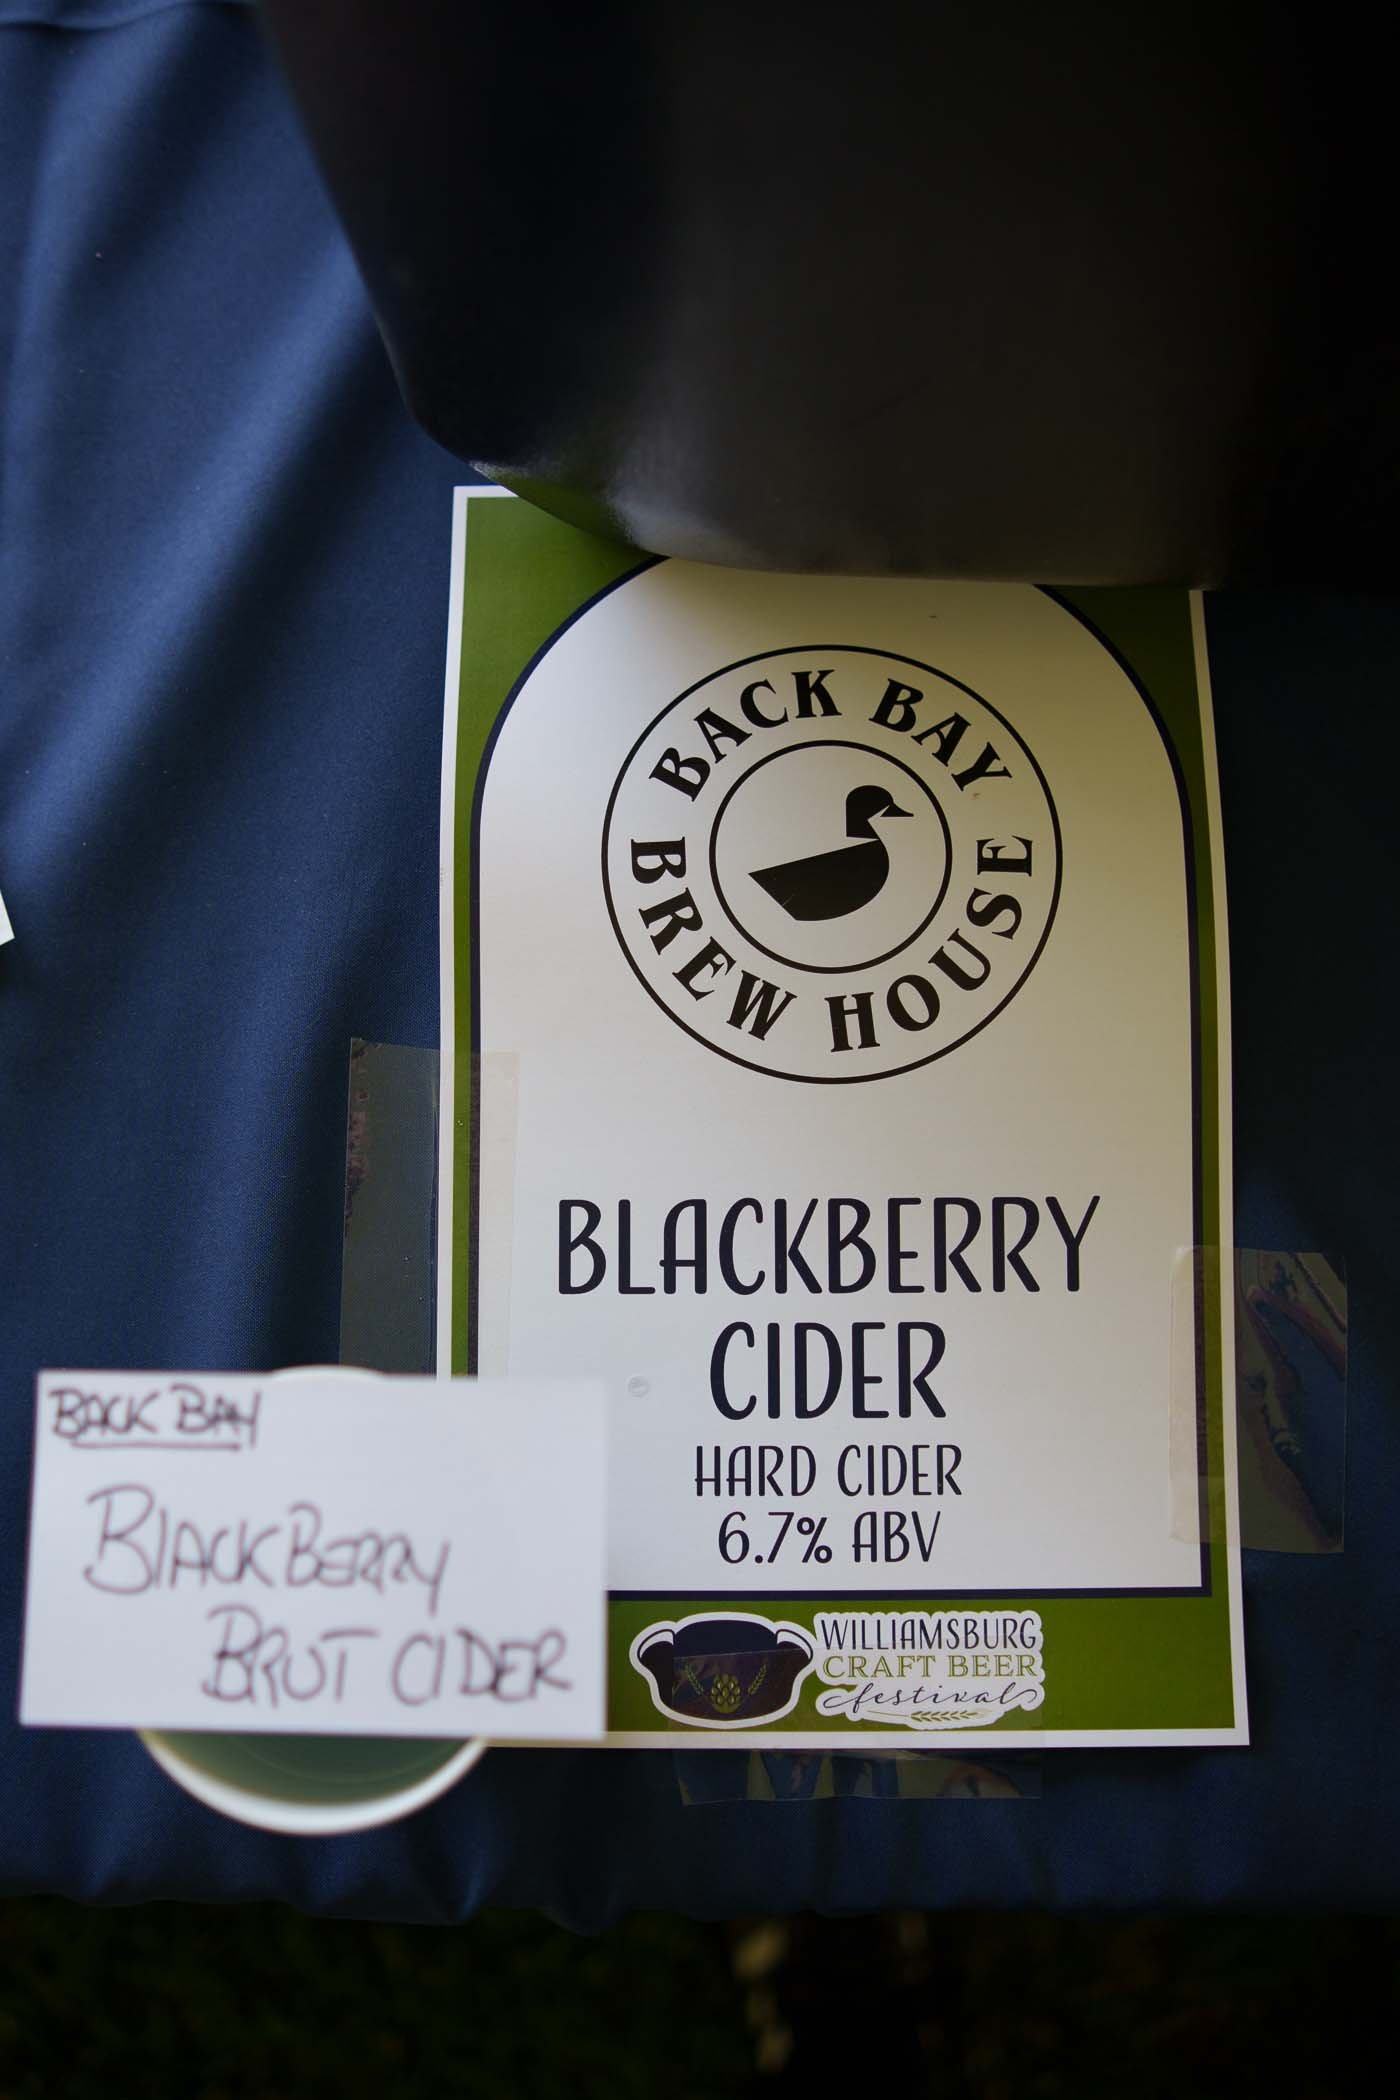 BACK BAY
BREW HOUSE
BLACKBERRY
CIDER
HARD CIDER
6.7% ABV
WILLIAMSBURG
CRAFT BEER
festival
BACK BAY
BLACKBERRY
BRUT CIDER